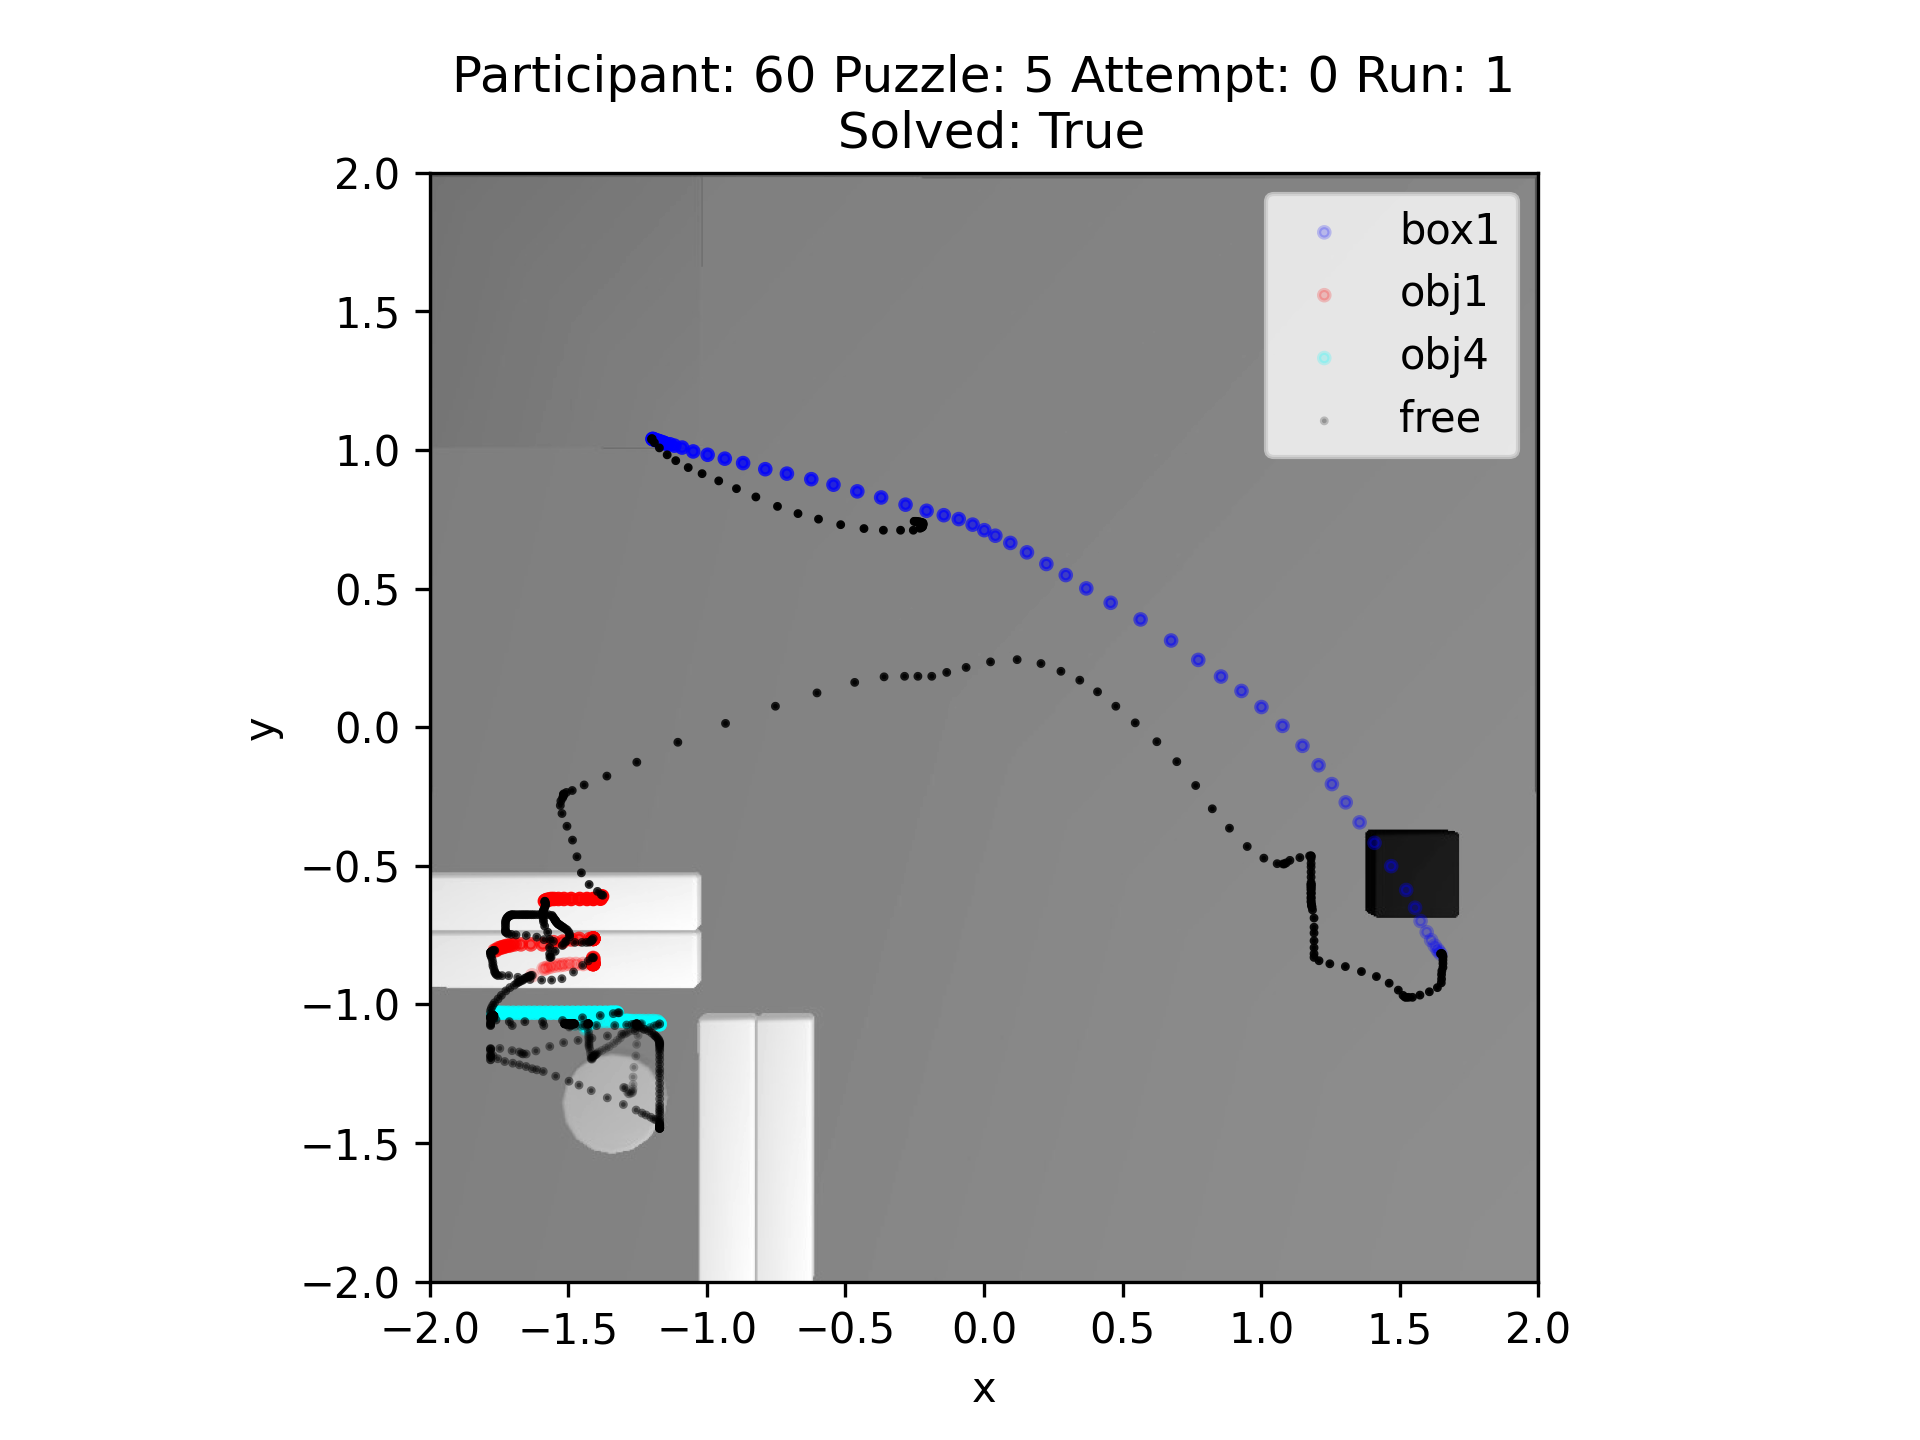 Participant: 60 Puzzle: 5 Attempt: 0 Run: 1
Solved: True
box1
obj1
obj4
free
2.0
1.5
1.0
0.5
0.0
−0.5
−1.0
−1.5
−2.0
y
−2.0 −1.5 −1.0 −0.5 0.0 0.5 1.0 1.5 2.0
x